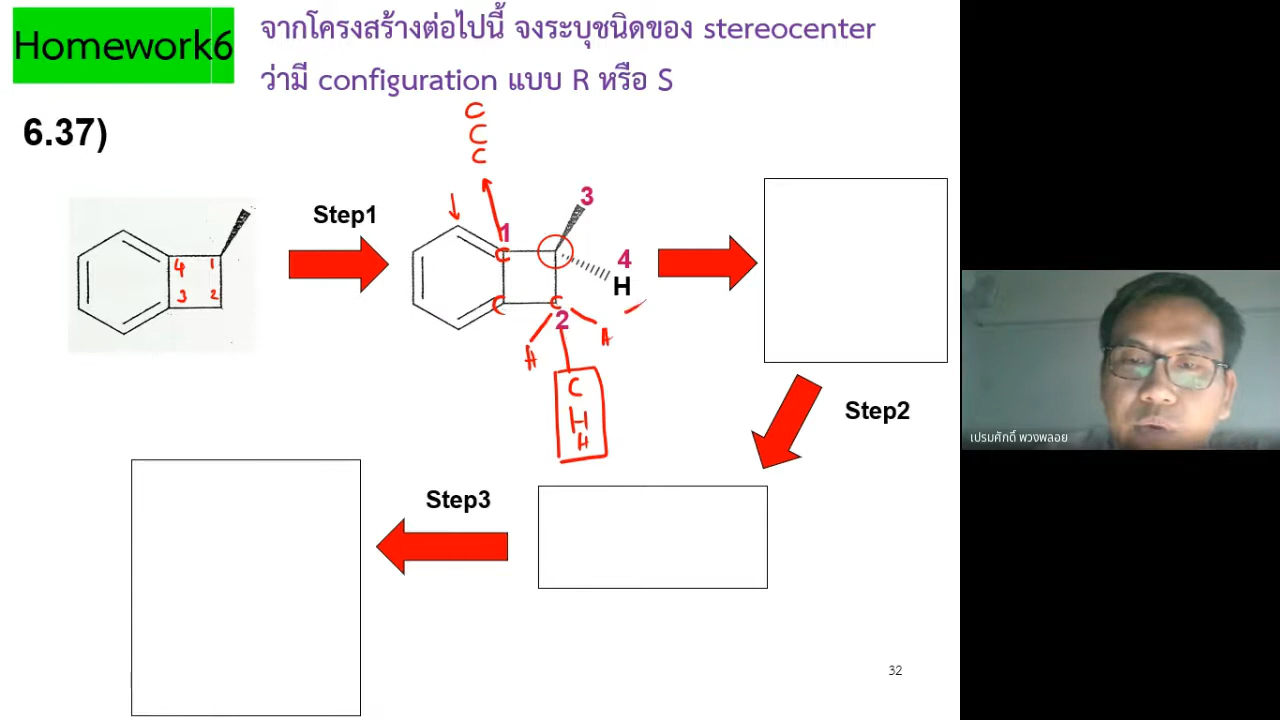 Homework6
จากโครงสร้างต่อไปนี้ จงระบุชนิดของ stereocenter
ว่ามี configuration แบบ R หรือ S
6.37)
C
C
C
Step1
3
1
C
4
H
4 1
3 2
C
C
2
H
H
C
H
H
Step2
เปรมศักดิ์ พวงพลอย
Step3
32